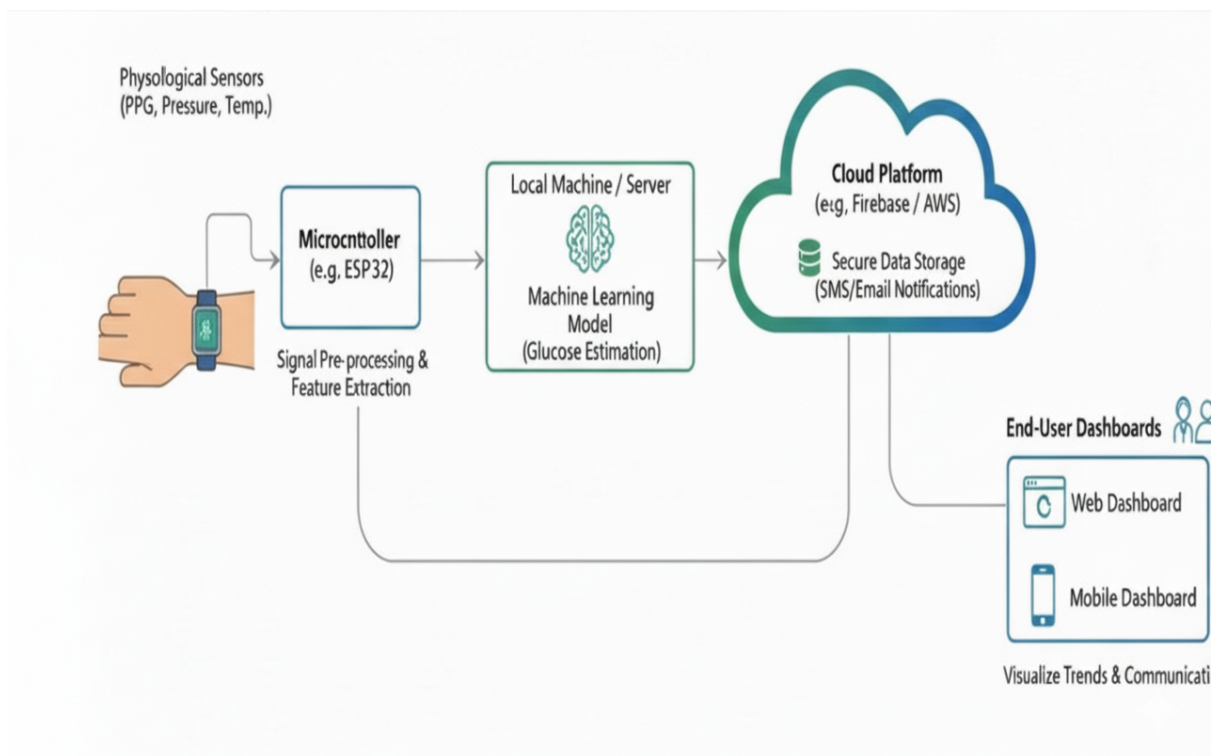 Physological Sensors
(PPG, Pressure, Temp.)
Microcnttoller
(e.g, ESP32)
Signal Pre-processing &
Feature Extraction
Local Machine / Server
Machine Learning
Model
(Glucose Estimation)
Cloud Platform
(e.g, Firebase / AWS)
Secure Data Storage
(SMS/Email Notifications)
End-User Dashboards
Web Dashboard
Mobile Dashboard
Visualize Trends & Communicati